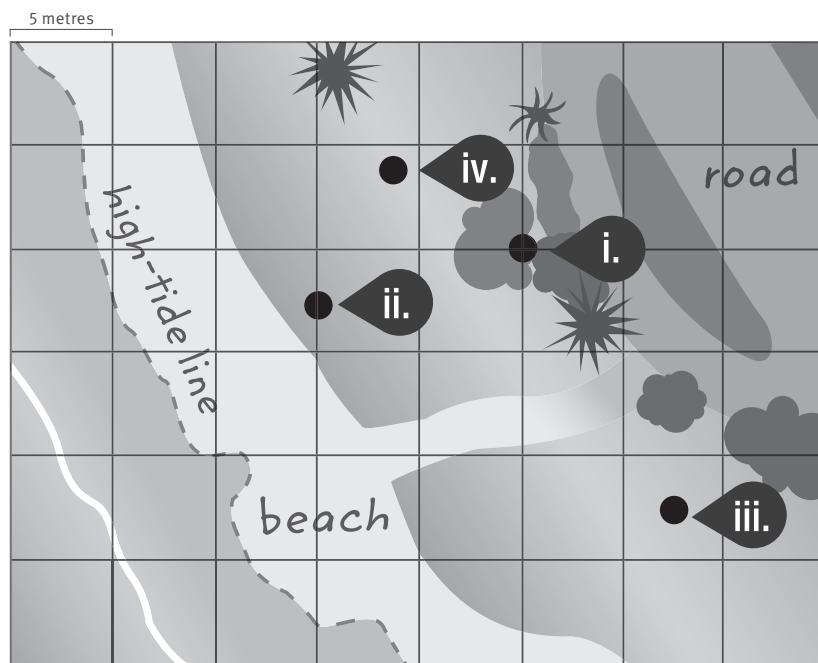 5 metres
iv.
road
high-tide line
i.
ii.
beach
iii.